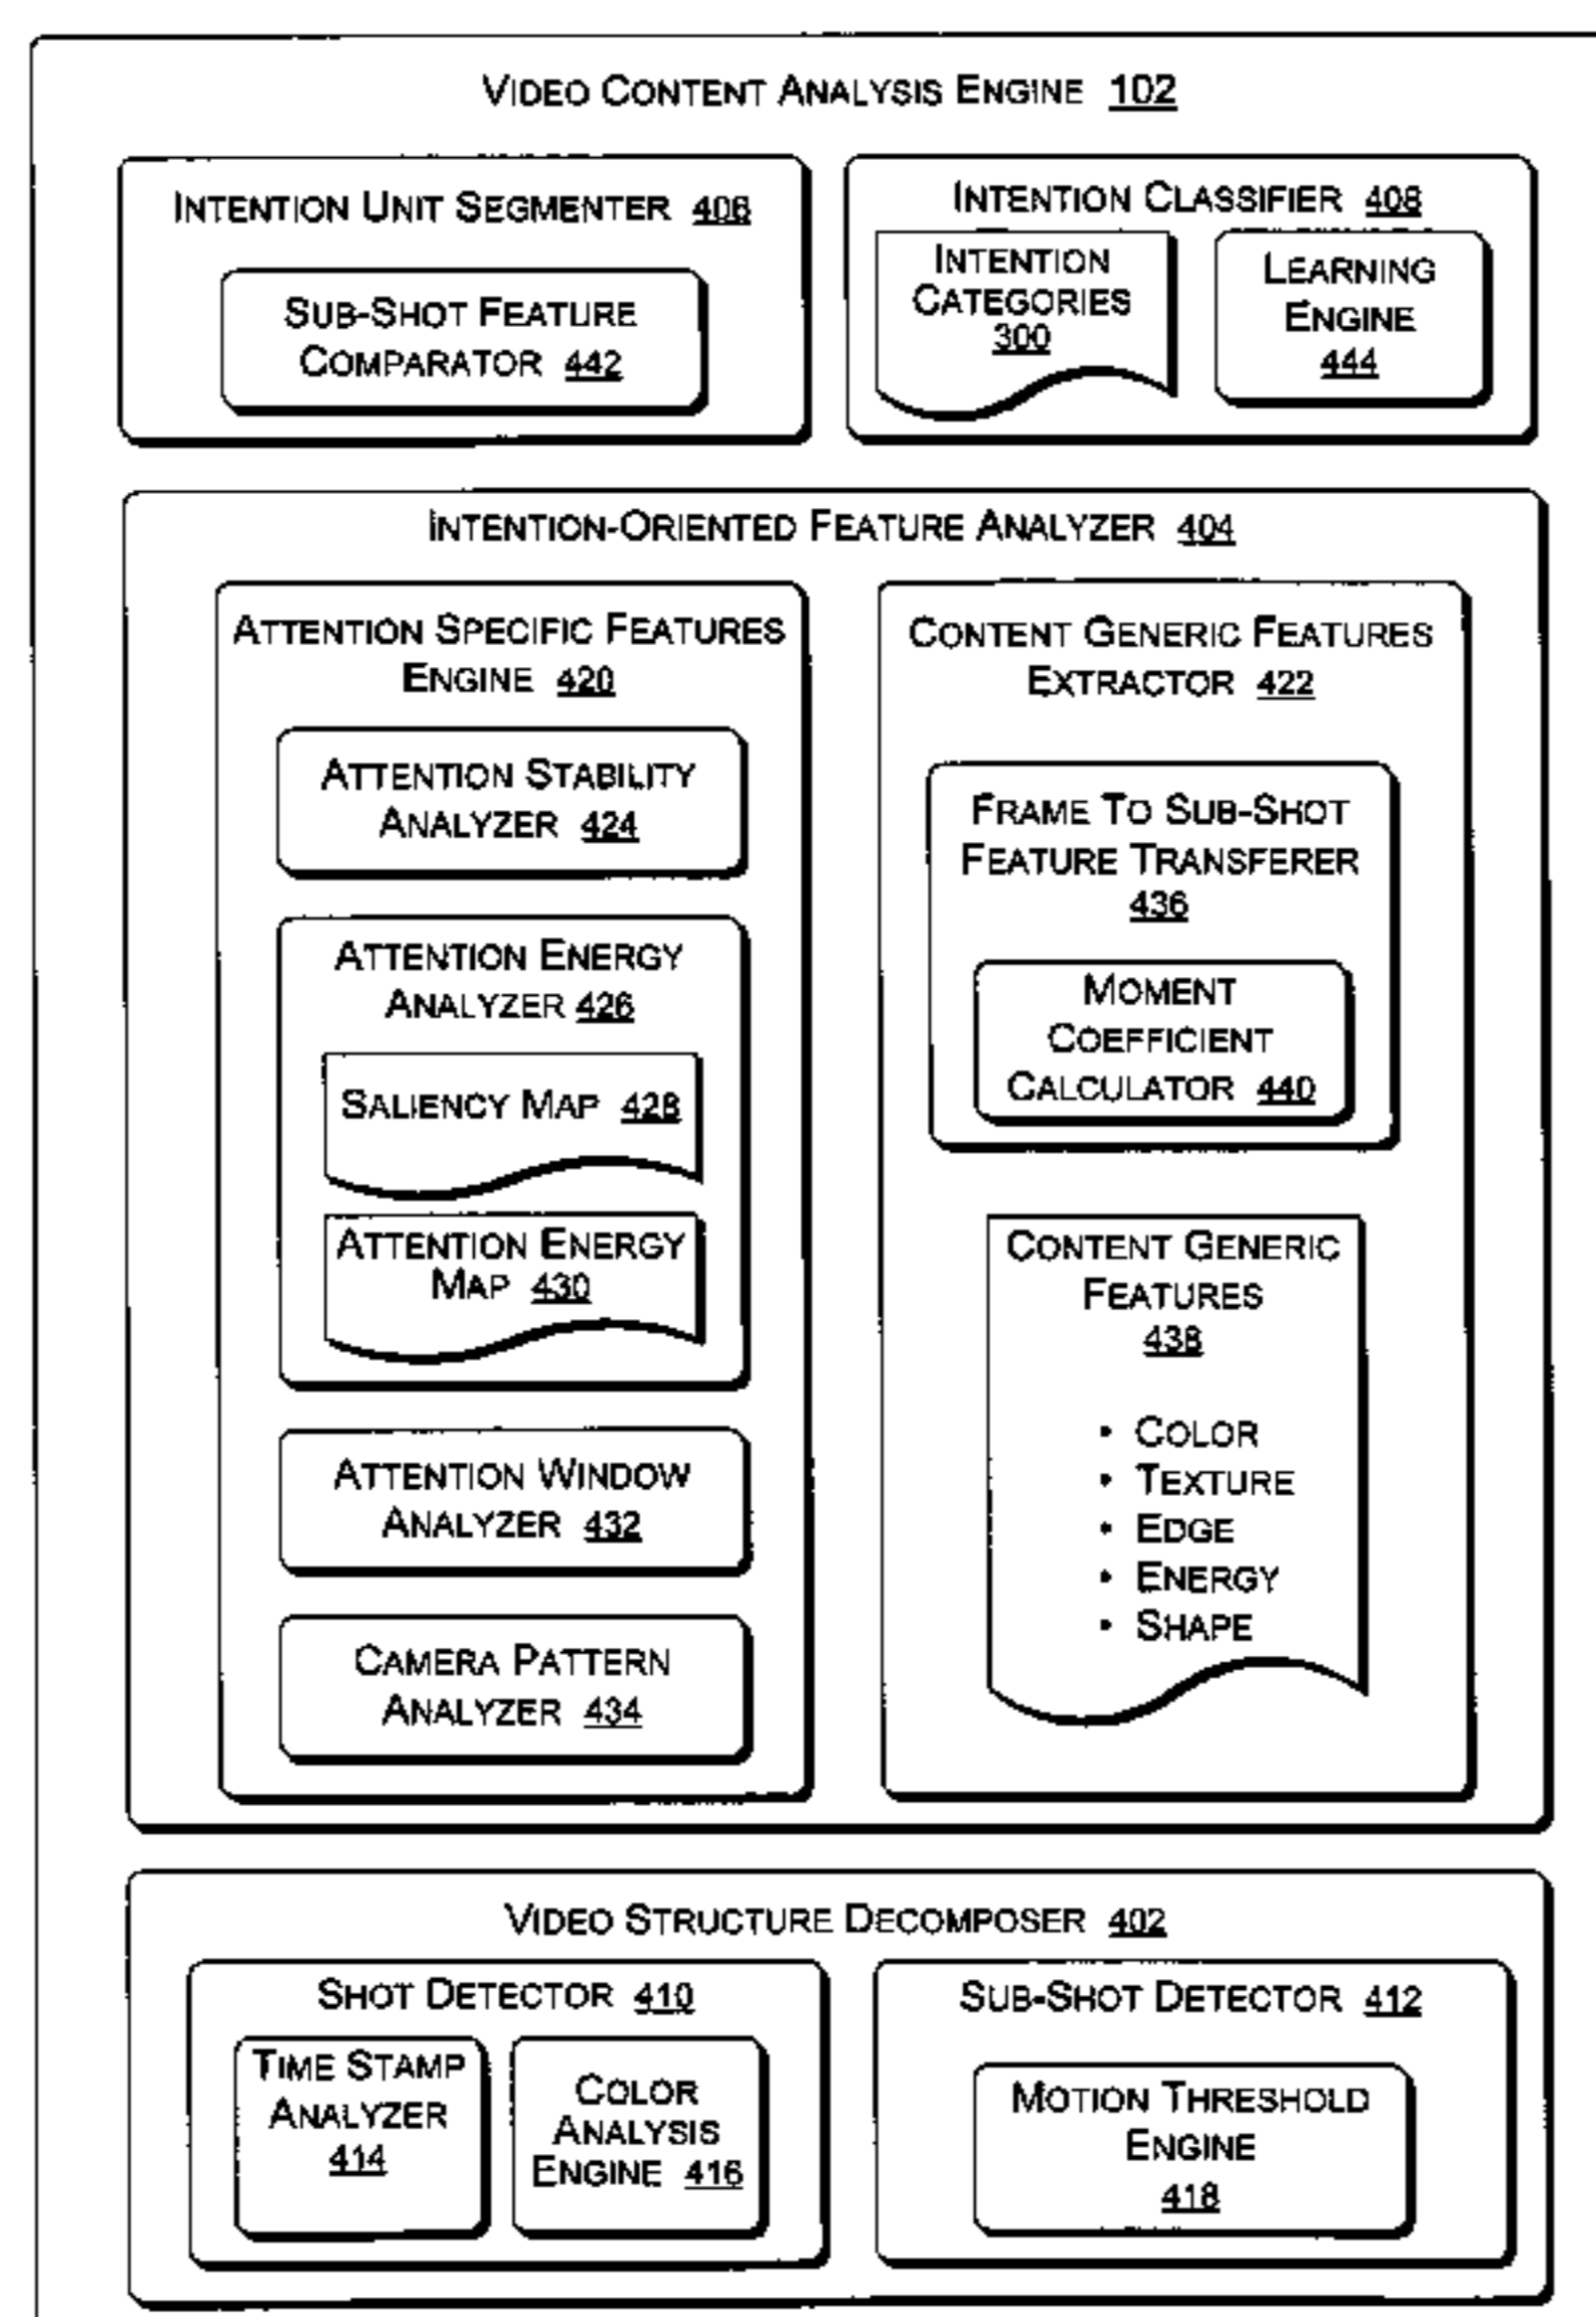 VIDEO CONTENT ANALYSIS ENGINE 102
INTENTION UNIT SEGMENTER 406
SUB-SHOT FEATURE
COMPARATOR 442
INTENTION CLASSIFIER 408
INTENTION
CATEGORIES
300
LEARNING
ENGINE
444
INTENTION-ORIENTED FEATURE ANALYZER 404
ATTENTION SPECIFIC FEATURES
ENGINE 420
ATTENTION STABILITY
ANALYZER 424
ATTENTION ENERGY
ANALYZER 426
SALIENCY MAP 428
ATTENTION ENERGY
MAP 430
ATTENTION WINDOW
ANALYZER 432
CAMERA PATTERN
ANALYZER 434
CONTENT GENERIC FEATURES
EXTRACTOR 422
FRAME TO SUB-SHOT
FEATURE TRANSFERER
436
MOMENT
COEFFICIENT
CALCULATOR 440
CONTENT GENERIC
FEATURES
438
• COLOR
• TEXTURE
• EDGE
• ENERGY
• SHAPE
VIDEO STRUCTURE DECOMPOSER 402
SHOT DETECTOR 410
TIME STAMP
ANALYZER
414
COLOR
ANALYSIS
ENGINE 416
SUB-SHOT DETECTOR 412
MOTION THRESHOLD
ENGINE
418